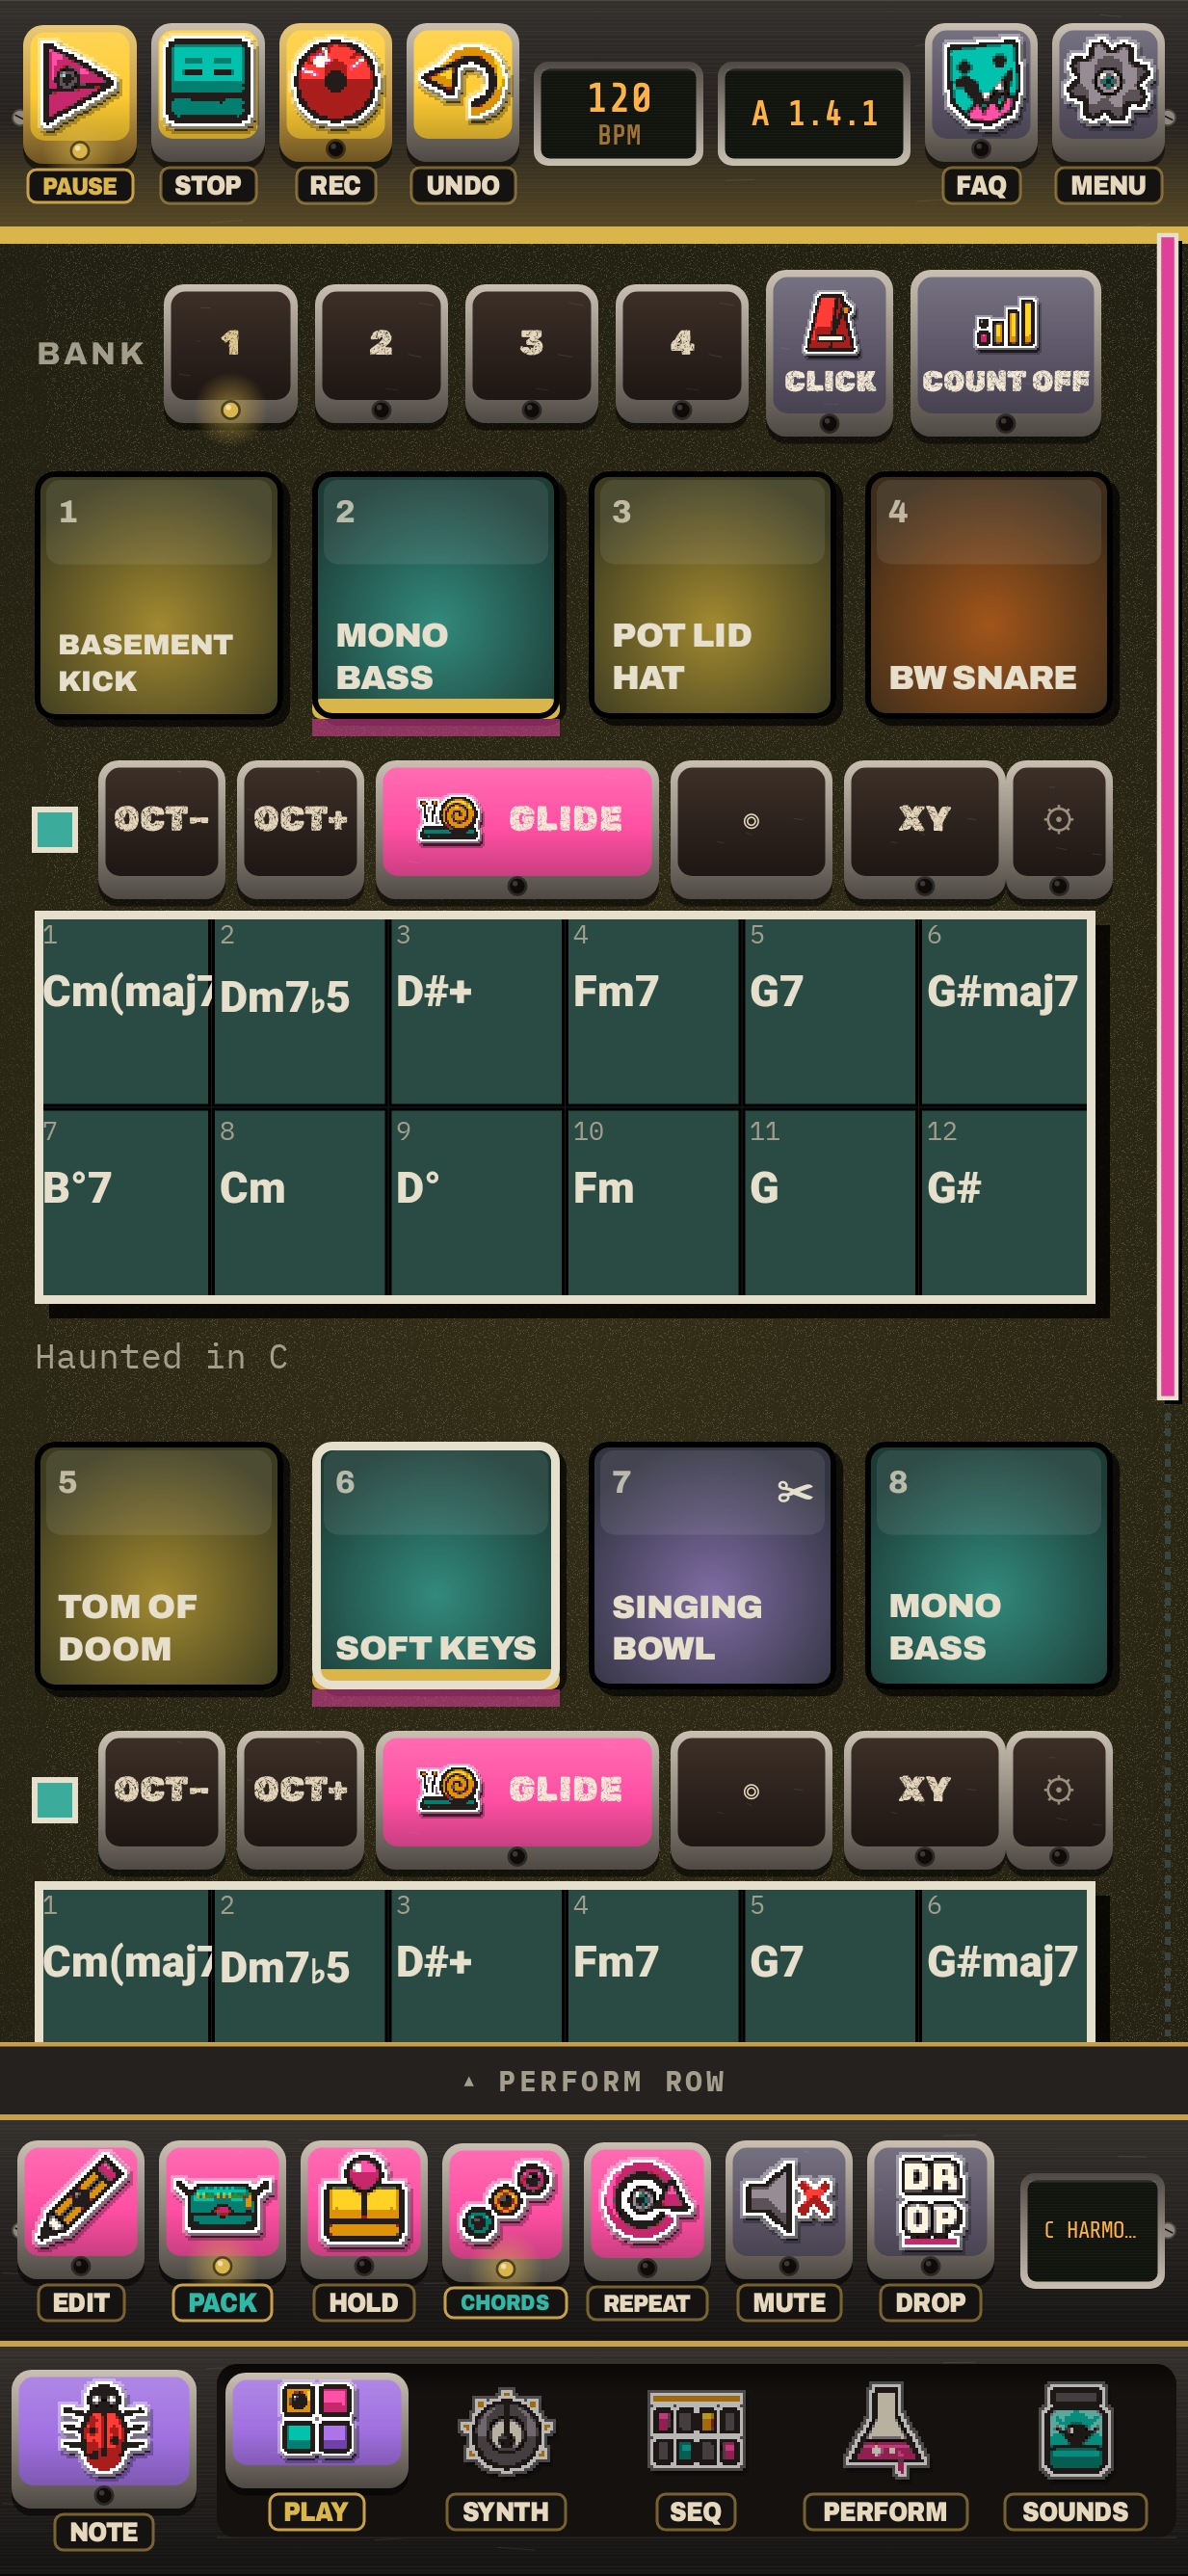 120
BPM
A 1.4.1
PAUSE STOP REC UNDO FAQ MENU
BANK 1 2 3 4 CLICK COUNT OFF
1 2 3 4
BASEMENT KICK
MONO BASS
POT LID HAT
BW SNARE
OCT- OCT+ GLIDE XY
1 2 3 4 5 6
Cm(maj7 Dm7♭5 D#+ Fm7 G7 G#maj7
7 8 9 10 11 12
B°7 Cm D° Fm G G#
Haunted in C
5 6 7 8
TOM OF DOOM
SOFT KEYS
SINGING BOWL
MONO BASS
OCT- OCT+ GLIDE XY
1 2 3 4 5 6
Cm(maj7 Dm7♭5 D#+ Fm7 G7 G#maj7
▲ PERFORM ROW
DROP
C HARMO…
EDIT PACK HOLD CHORDS REPEAT MUTE DROP
NOTE PLAY SYNTH SEQ PERFORM SOUNDS